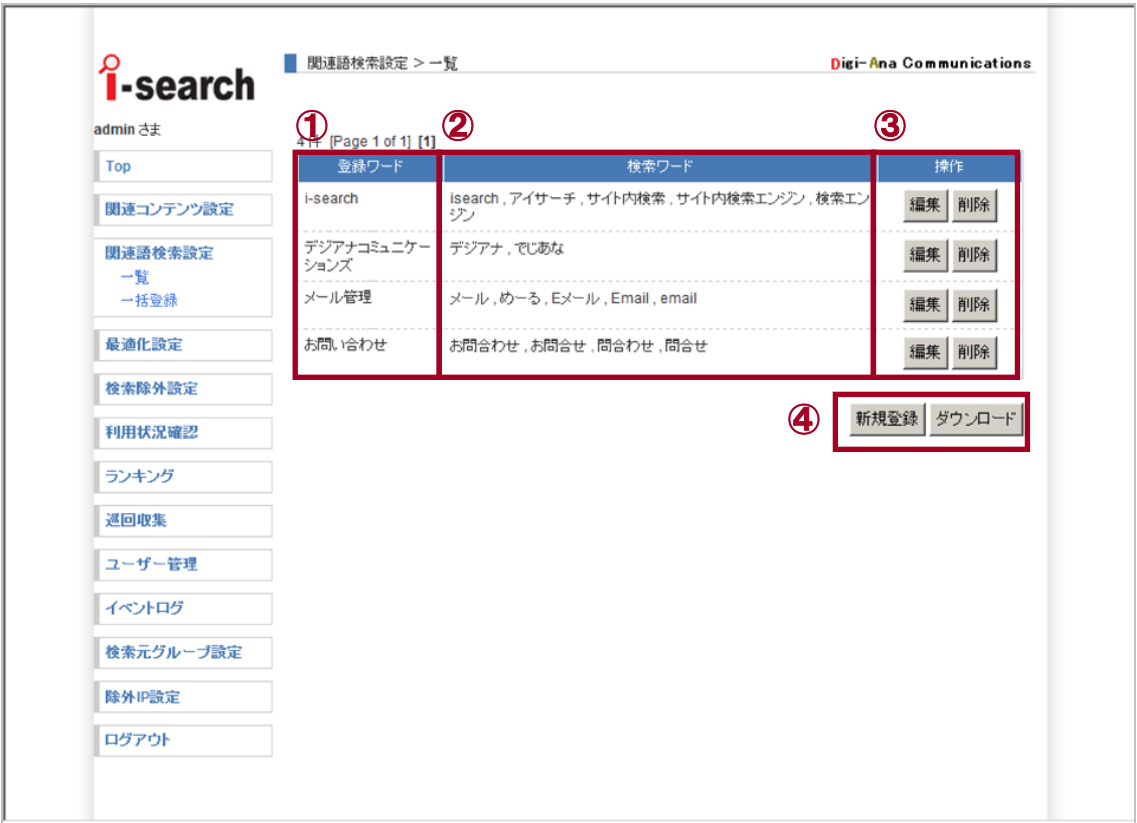 i-search
関連語検索設定 > 一覧
Digi-Ana Communications
admin さま
① ② ③
4件 [Page 1 of 1] [1]
登録ワード 検索ワード 操作
i-search
isearch , アイサーチ , サイト内検索 , サイト内検索エンジン , 検索エン
ジン
編集 削除
デジアナコミュニケー
ションズ
デジアナ , でじあな
編集 削除
メール管理
メール , めーる , Eメール , Email , email
編集 削除
お問い合わせ
お問合わせ , お問合せ , 問合わせ , 問合せ
編集 削除
④
新規登録 ダウンロード
Top
関連コンテンツ設定
関連語検索設定
一覧
一括登録
最適化設定
検索除外設定
利用状況確認
ランキング
巡回収集
ユーザー管理
イベントログ
検索元グループ設定
除外IP設定
ログアウト